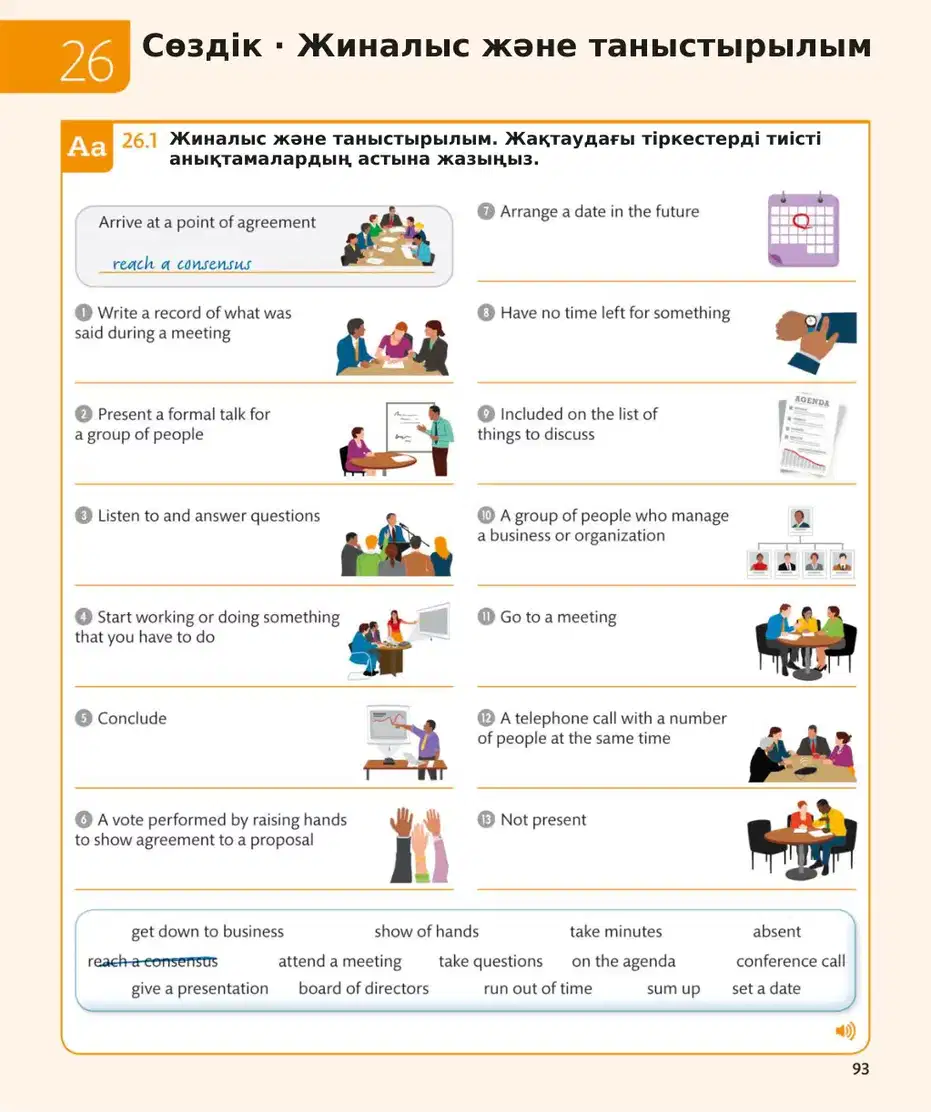 26
Сөздік · Жиналыс және таныстырылым
Aa
26.1 Жиналыс және таныстырылым. Жақтаудағы тіркестерді тиісті
анықтамалардың астына жазыңыз.
Arrive at a point of agreement
reach a consensus
1 Write a record of what was
said during a meeting
2 Present a formal talk for
a group of people
3 Listen to and answer questions
4 Start working or doing something
that you have to do
5 Conclude
6 A vote performed by raising hands
to show agreement to a proposal
7 Arrange a date in the future
8 Have no time left for something
9 Included on the list of
things to discuss
AGENDA
10 A group of people who manage
a business or organization
11 Go to a meeting
12 A telephone call with a number
of people at the same time
13 Not present
get down to business show of hands take minutes absent
reach a consensus attend a meeting take questions on the agenda conference call
give a presentation board of directors run out of time sum up set a date
93